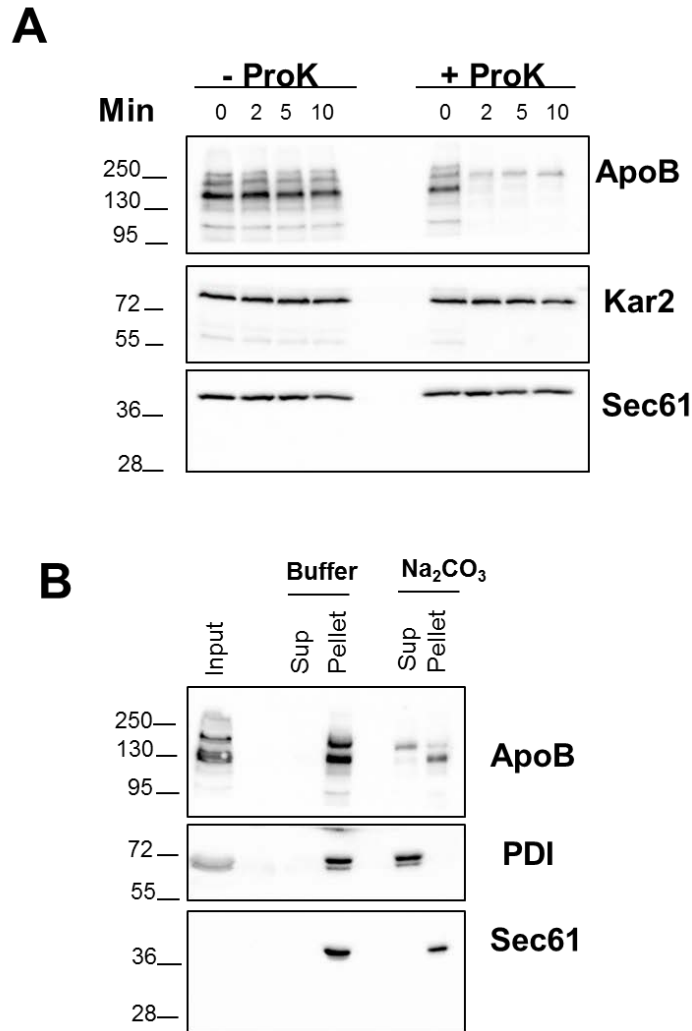 A
- ProK + ProK
Min 0 2 5 10 0 2 5 10
250
130
95
ApoB
72
55
Kar2
36
28
Sec61
B
Buffer Na₂CO₃
Input Sup Pellet Sup Pellet
250
130
95
ApoB
72
55
PDI
36
28
Sec61